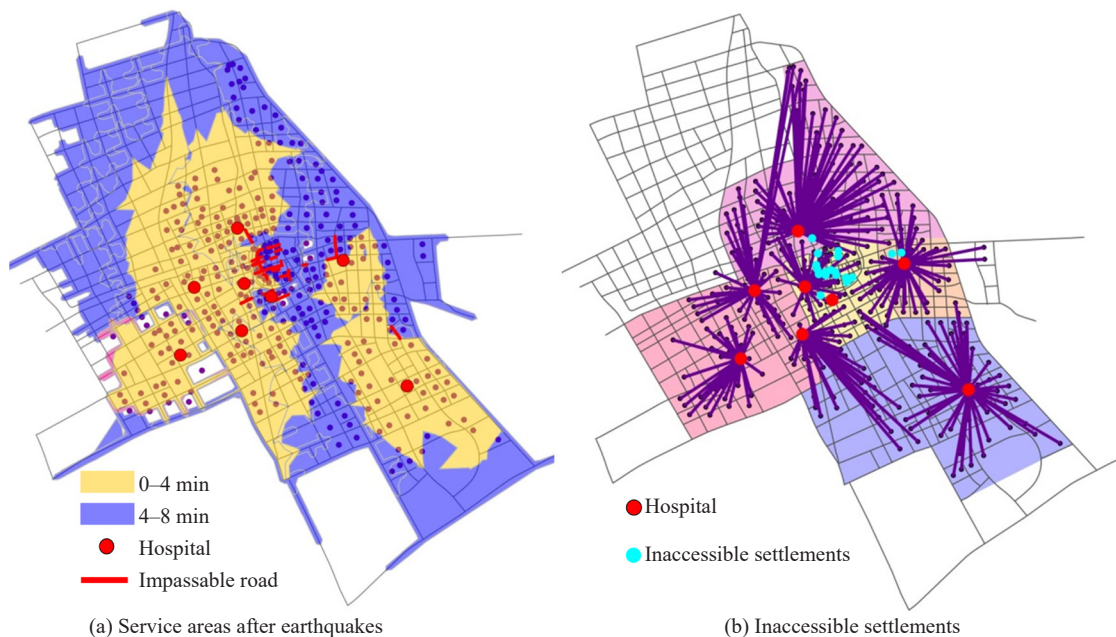 0–4 min
4–8 min
Hospital
Impassable road
(a) Service areas after earthquakes
Hospital
Inaccessible settlements
(b) Inaccessible settlements